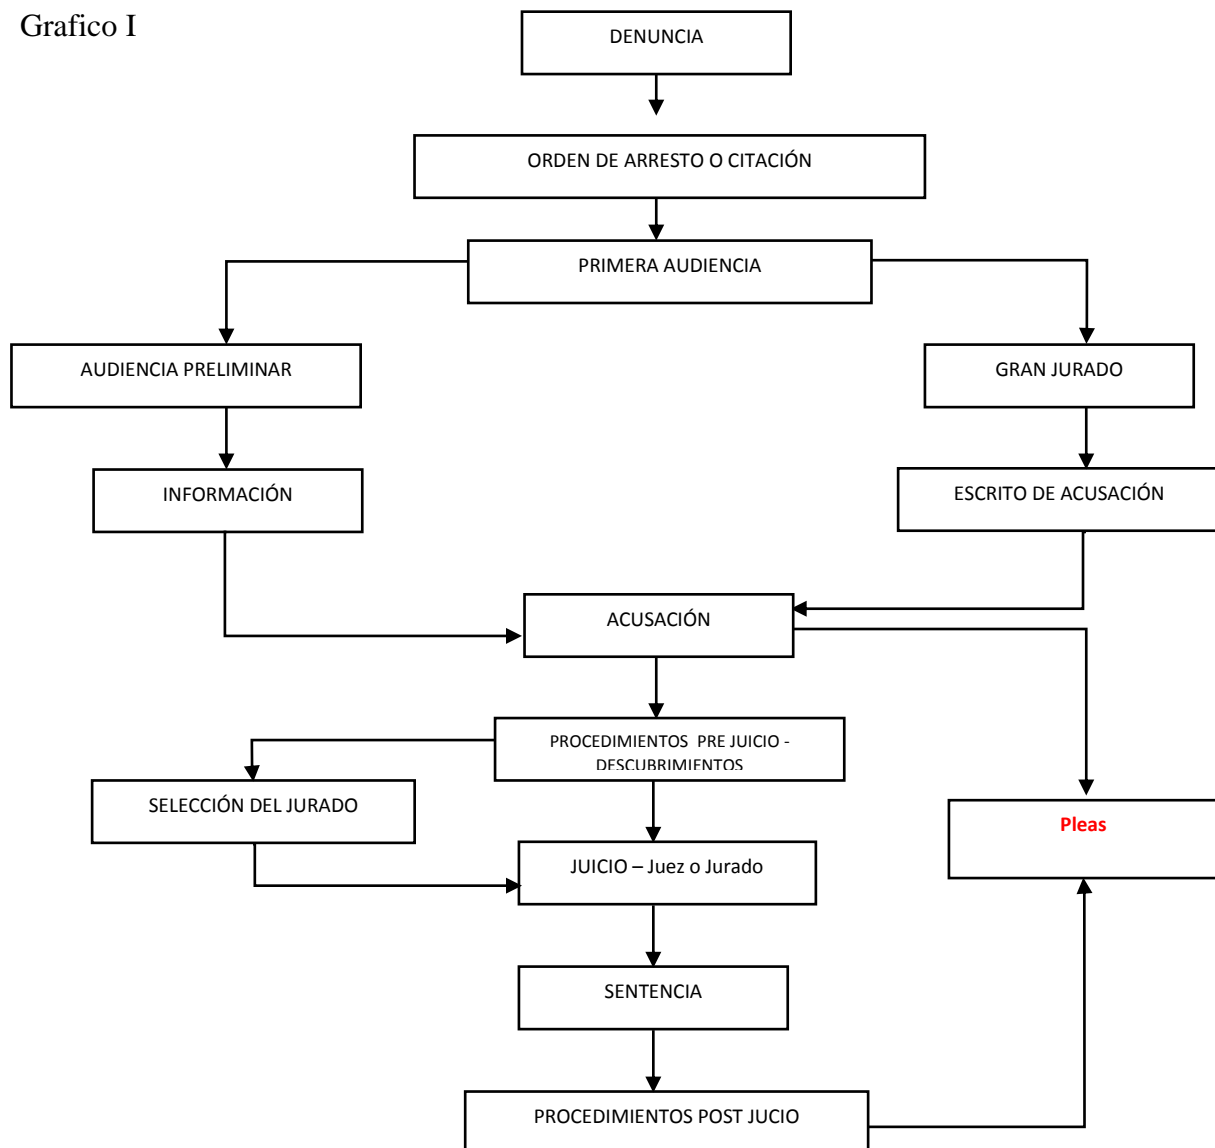 Grafico I
DENUNCIA
ORDEN DE ARRESTO O CITACIÓN
PRIMERA AUDIENCIA
AUDIENCIA PRELIMINAR
GRAN JURADO
INFORMACIÓN
ESCRITO DE ACUSACIÓN
ACUSACIÓN
PROCEDIMIENTOS PRE JUICIO -
DESCUBRIMIENTOS
SELECCIÓN DEL JURADO
Pleas
JUICIO – Juez o Jurado
SENTENCIA
PROCEDIMIENTOS POST JUCIO